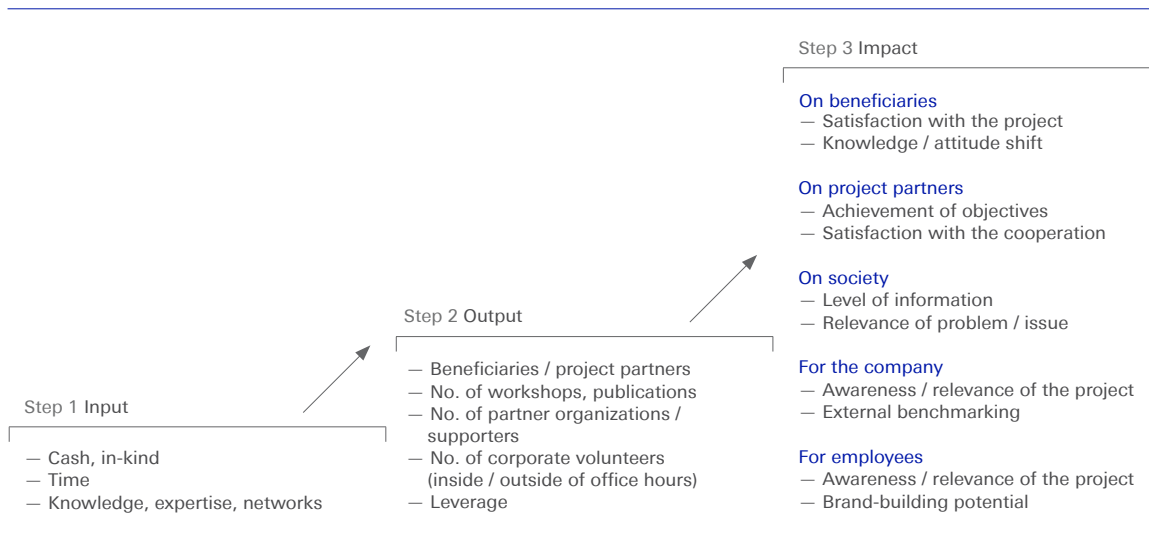 Step 3 Impact
On beneficiaries
— Satisfaction with the project
— Knowledge / attitude shift
On project partners
— Achievement of objectives
— Satisfaction with the cooperation
On society
— Level of information
— Relevance of problem / issue
For the company
— Awareness / relevance of the project
— External benchmarking
For employees
— Awareness / relevance of the project
— Brand-building potential
Step 2 Output
— Beneficiaries / project partners
— No. of workshops, publications
— No. of partner organizations /
supporters
— No. of corporate volunteers
(inside / outside of office hours)
— Leverage
Step 1 Input
— Cash, in-kind
— Time
— Knowledge, expertise, networks